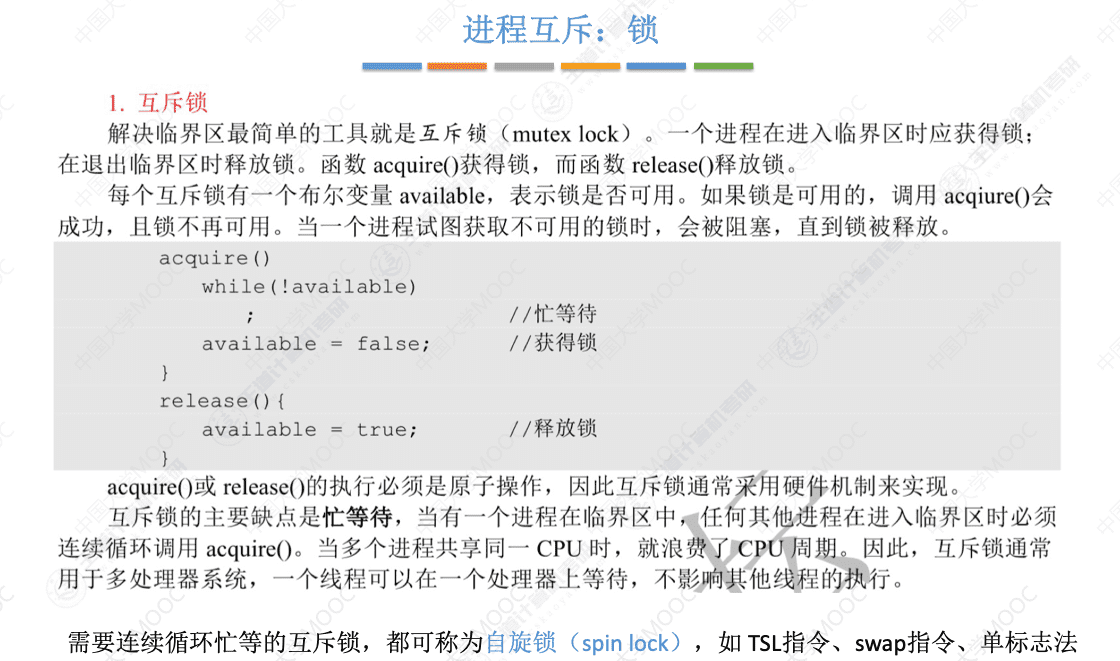 进程互斥：锁
1. 互斥锁
解决临界区最简单的工具就是互斥锁（mutex lock）。一个进程在进入临界区时应获得锁；
在退出临界区时释放锁。函数 acquire()获得锁，而函数 release()释放锁。
每个互斥锁有一个布尔变量 available，表示锁是否可用。如果锁是可用的，调用 acqiure()会
成功，且锁不再可用。当一个进程试图获取不可用的锁时，会被阻塞，直到锁被释放。
acquire()
while(!available)
; //忙等待
available = false; //获得锁
}
release(){
available = true; //释放锁
}
acquire()或 release()的执行必须是原子操作，因此互斥锁通常采用硬件机制来实现。
互斥锁的主要缺点是忙等待，当有一个进程在临界区中，任何其他进程在进入临界区时必须
连续循环调用 acquire()。当多个进程共享同一 CPU 时，就浪费了 CPU 周期。因此，互斥锁通常
用于多处理器系统，一个线程可以在一个处理器上等待，不影响其他线程的执行。
需要连续循环忙等的互斥锁，都可称为自旋锁（spin lock），如 TSL指令、swap指令、单标志法